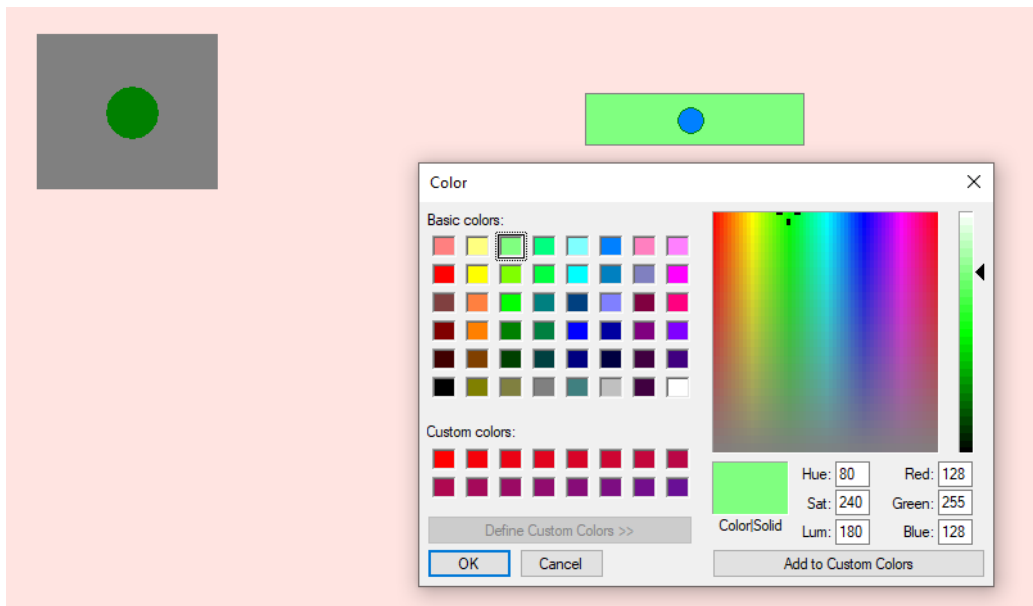 Color
Basic colors:
Custom colors:
Define Custom Colors >>
OK Cancel
Color|Solid
Hue: 80 Red: 128
Sat: 240 Green: 255
Lum: 180 Blue: 128
Add to Custom Colors